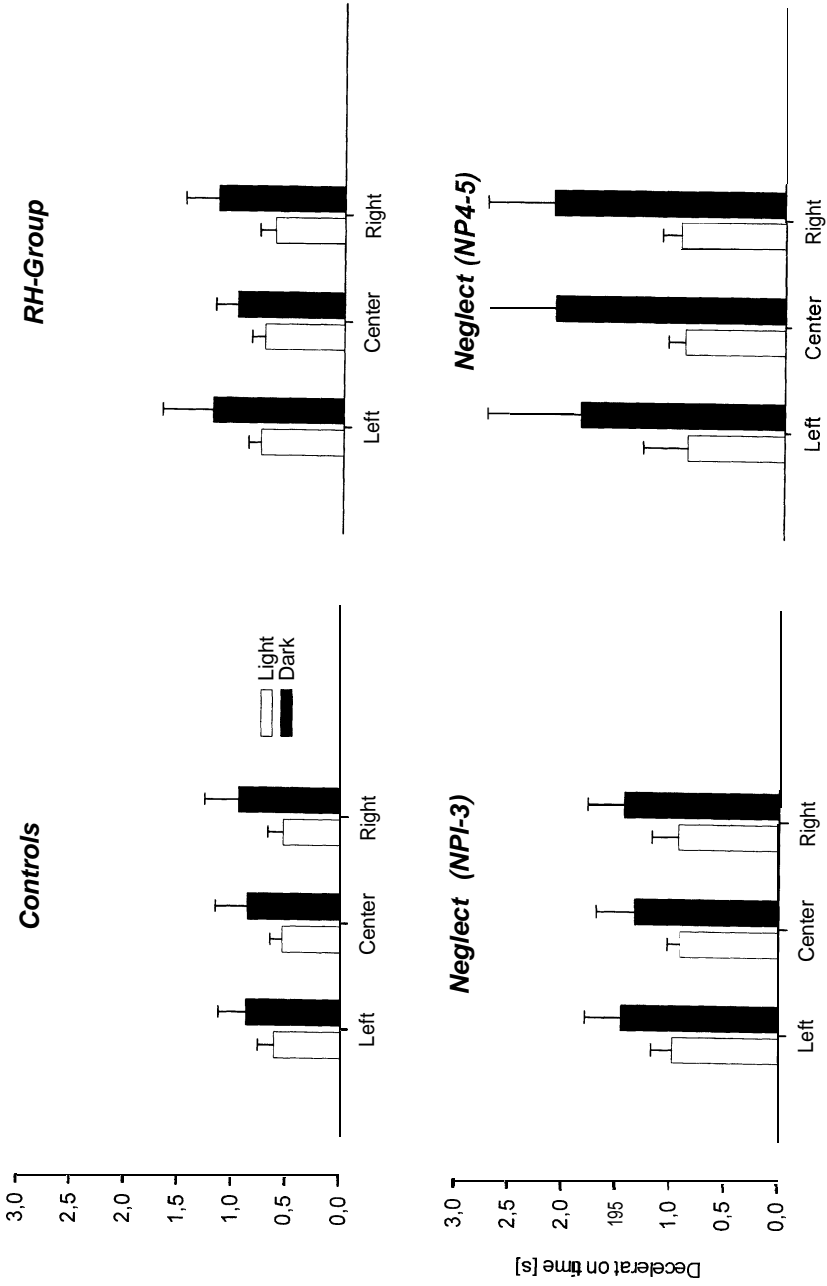 Controls
RH-Group
3,0
2,5
2,0
1,5
1,0
0,5
0,0
Light
Dark
Left
Center
Right
Left
Center
Right
Neglect (NPI-3)
Neglect (NP4-5)
Decelerat on time [s]
3,0
2,5
2,0
195
1,0
0,5
0,0
Left
Center
Right
Left
Center
Right